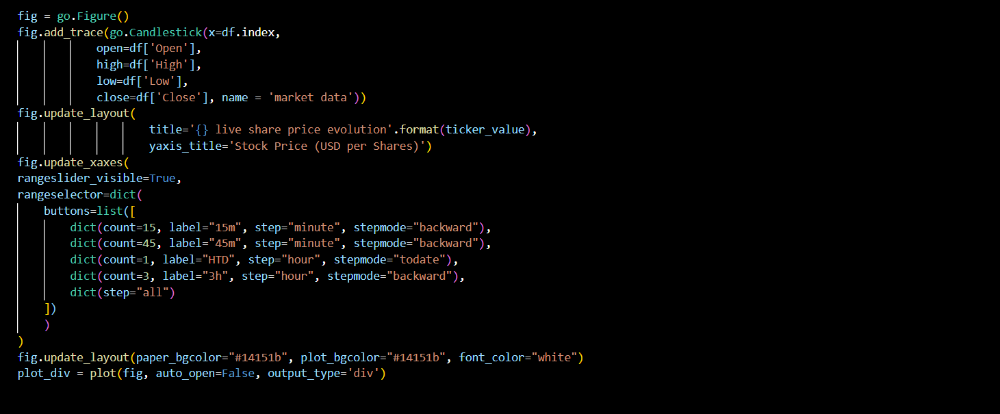 fig = go.Figure()
fig.add_trace(go.Candlestick(x=df.index,
open=df['Open'],
high=df['High'],
low=df['Low'],
close=df['Close'], name = 'market data'))
fig.update_layout(
title='{} live share price evolution'.format(ticker_value),
yaxis_title='Stock Price (USD per Shares)')
fig.update_xaxes(
rangeslider_visible=True,
rangeselector=dict(
buttons=list([
dict(count=15, label="15m", step="minute", stepmode="backward"),
dict(count=45, label="45m", step="minute", stepmode="backward"),
dict(count=1, label="HTD", step="hour", stepmode="todate"),
dict(count=3, label="3h", step="hour", stepmode="backward"),
dict(step="all")
])
)
)
fig.update_layout(paper_bgcolor="#14151b", plot_bgcolor="#14151b", font_color="white")
plot_div = plot(fig, auto_open=False, output_type='div')